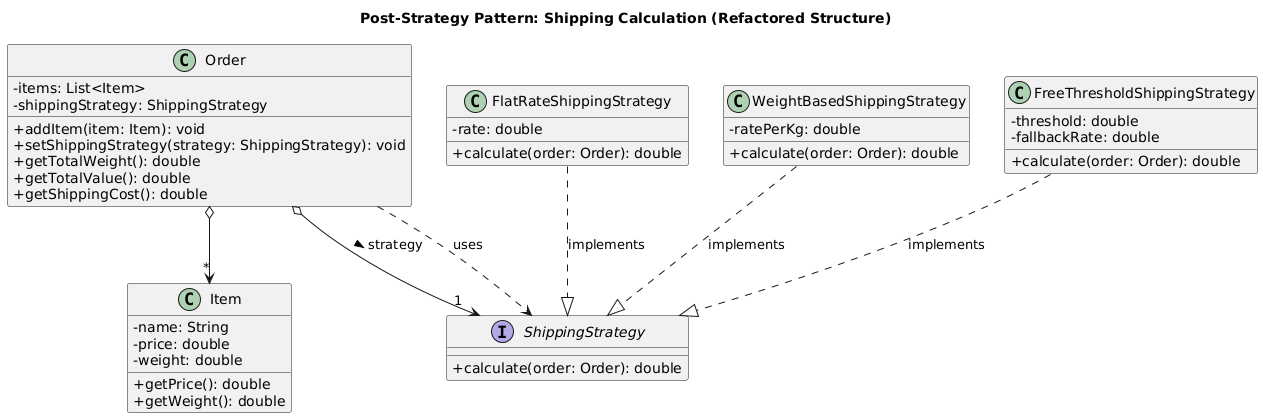 Post-Strategy Pattern: Shipping Calculation (Refactored Structure)
C Order
-items: List<Item>
-shippingStrategy: ShippingStrategy
+addItem(item: Item): void
+setShippingStrategy(strategy: ShippingStrategy): void
+getTotalWeight(): double
+getTotalValue(): double
+getShippingCost(): double
C FlatRateShippingStrategy
-rate: double
+calculate(order: Order): double
C WeightBasedShippingStrategy
-ratePerKg: double
+calculate(order: Order): double
C FreeThresholdShippingStrategy
-threshold: double
-fallbackRate: double
+calculate(order: Order): double
strategy
uses
implements
implements
implements
*
1
C Item
-name: String
-price: double
-weight: double
+getPrice(): double
+getWeight(): double
I ShippingStrategy
+calculate(order: Order): double